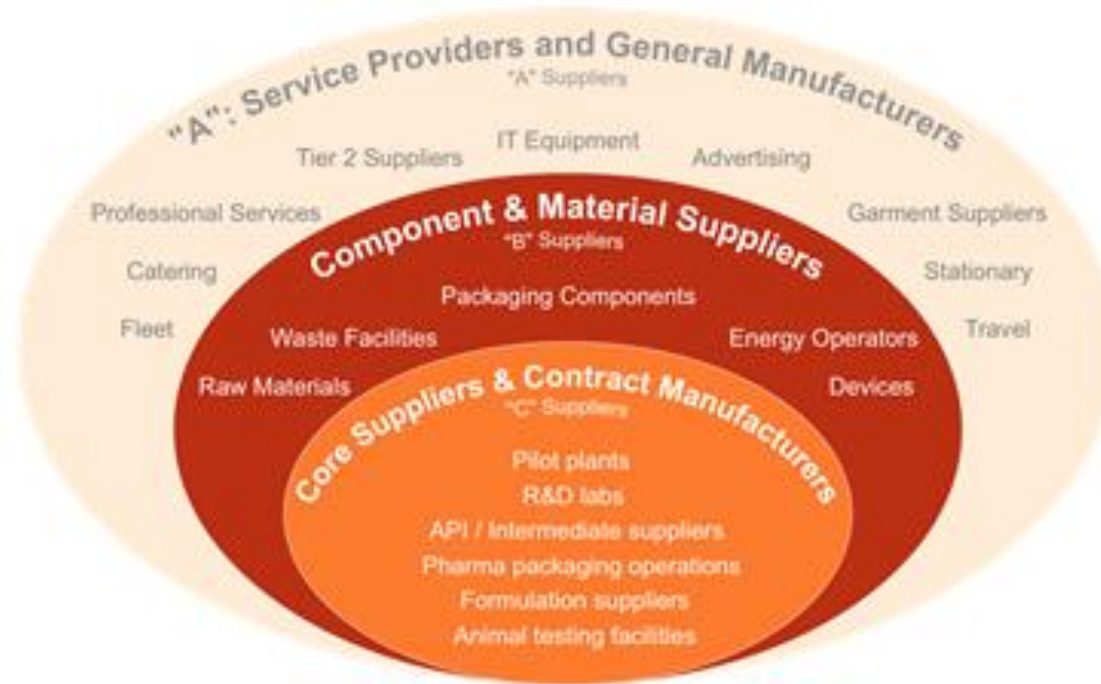 "A": Service Providers and General Manufacturers
"A" Suppliers
IT Equipment
Tier 2 Suppliers
Advertising
Professional Services
Garment Suppliers
Catering
Stationary
Fleet
Travel
Component & Material Suppliers
"B" Suppliers
Packaging Components
Waste Facilities
Energy Operators
Raw Materials
Devices
Core Suppliers & Contract Manufacturers
"C" Suppliers
Pilot plants
R&D labs
API / Intermediate suppliers
Pharma packaging operations
Formulation suppliers
Animal testing facilities